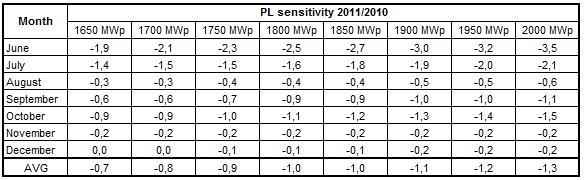 Month PL sensitivity 2011/2010
1650 MWp 1700 MWp 1750 MWp 1800 MWp 1850 MWp 1900 MWp 1950 MWp 2000 MWp
June -1,9 -2,1 -2,3 -2,5 -2,7 -3,0 -3,2 -3,5
July -1,4 -1,5 -1,5 -1,6 -1,8 -1,9 -2,0 -2,1
August -0,3 -0,3 -0,4 -0,4 -0,4 -0,5 -0,5 -0,6
September -0,6 -0,6 -0,7 -0,9 -0,9 -1,0 -1,0 -1,1
October -0,9 -0,9 -1,0 -1,1 -1,2 -1,3 -1,4 -1,5
November -0,2 -0,2 -0,2 -0,2 -0,2 -0,2 -0,2 -0,2
December 0,0 0,0 -0,1 -0,1 -0,1 -0,2 -0,2 -0,2
AVG -0,7 -0,8 -0,9 -1,0 -1,0 -1,1 -1,2 -1,3